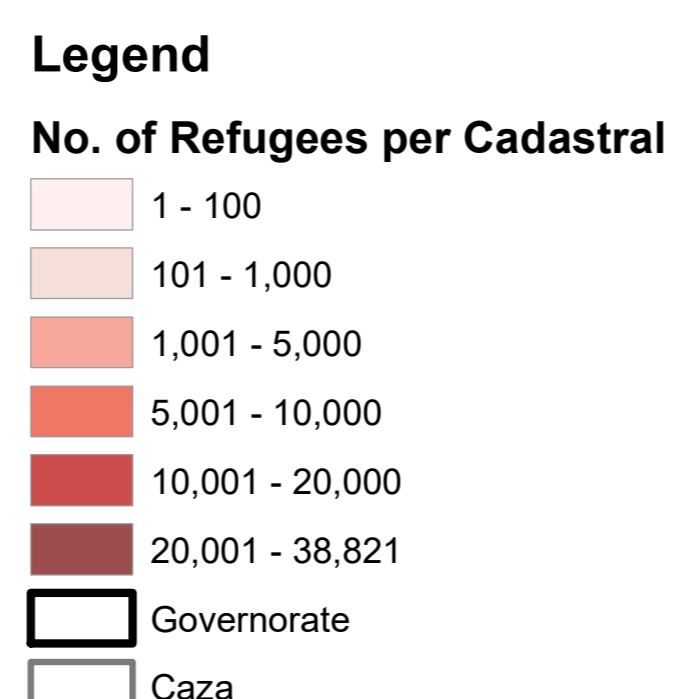 Legend
No. of Refugees per Cadastral
1 - 100
101 - 1,000
1,001 - 5,000
5,001 - 10,000
10,001 - 20,000
20,001 - 38,821
Governorate
Caza